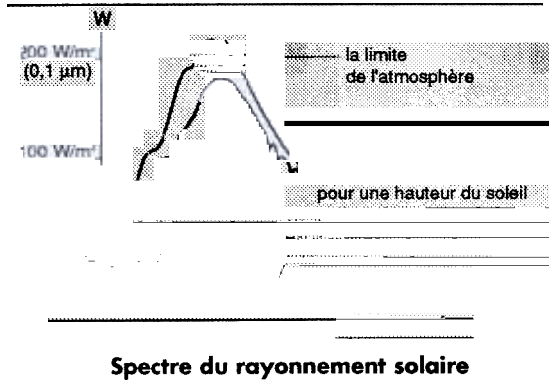 W
200 W/m²
(0,1 µm)
100 W/m²
la limite
de l'atmosphère
pour une hauteur du soleil
Spectre du rayonnement solaire